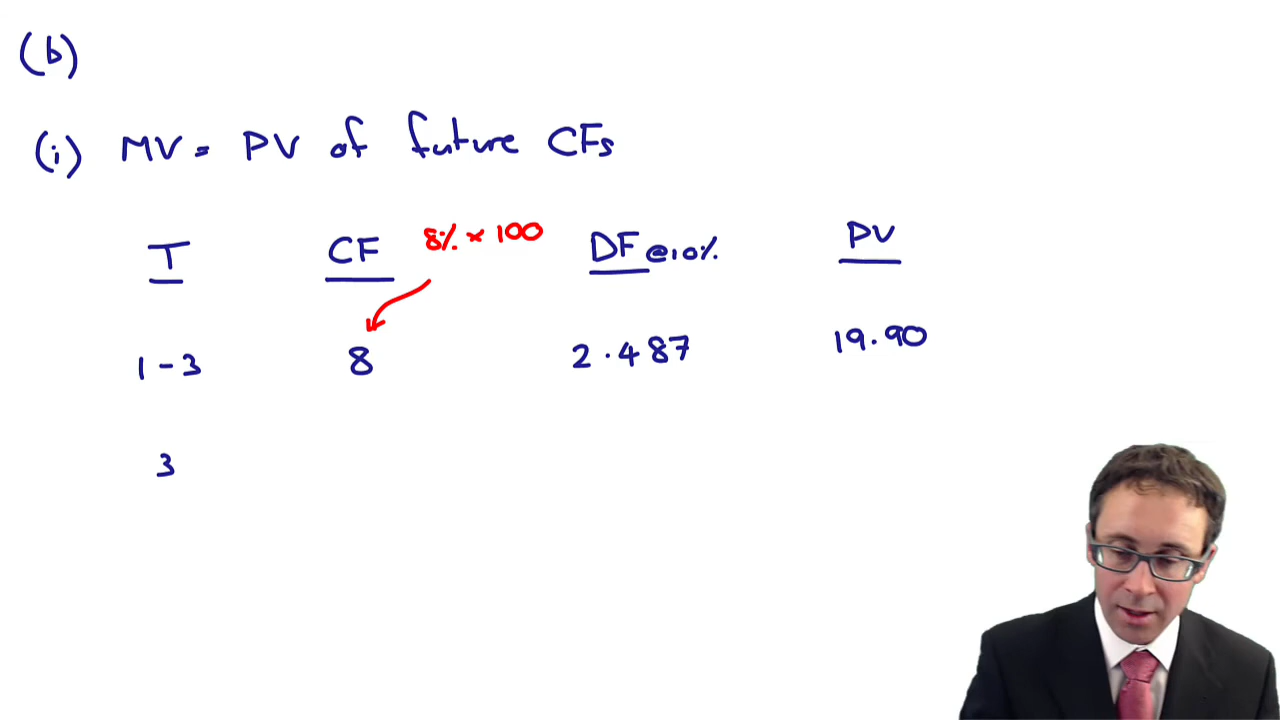 (b)
(i) MV = PV of future CFs
T CF 8% × 100 DF @10% PV
1 - 3 8 2.487 19.90
3